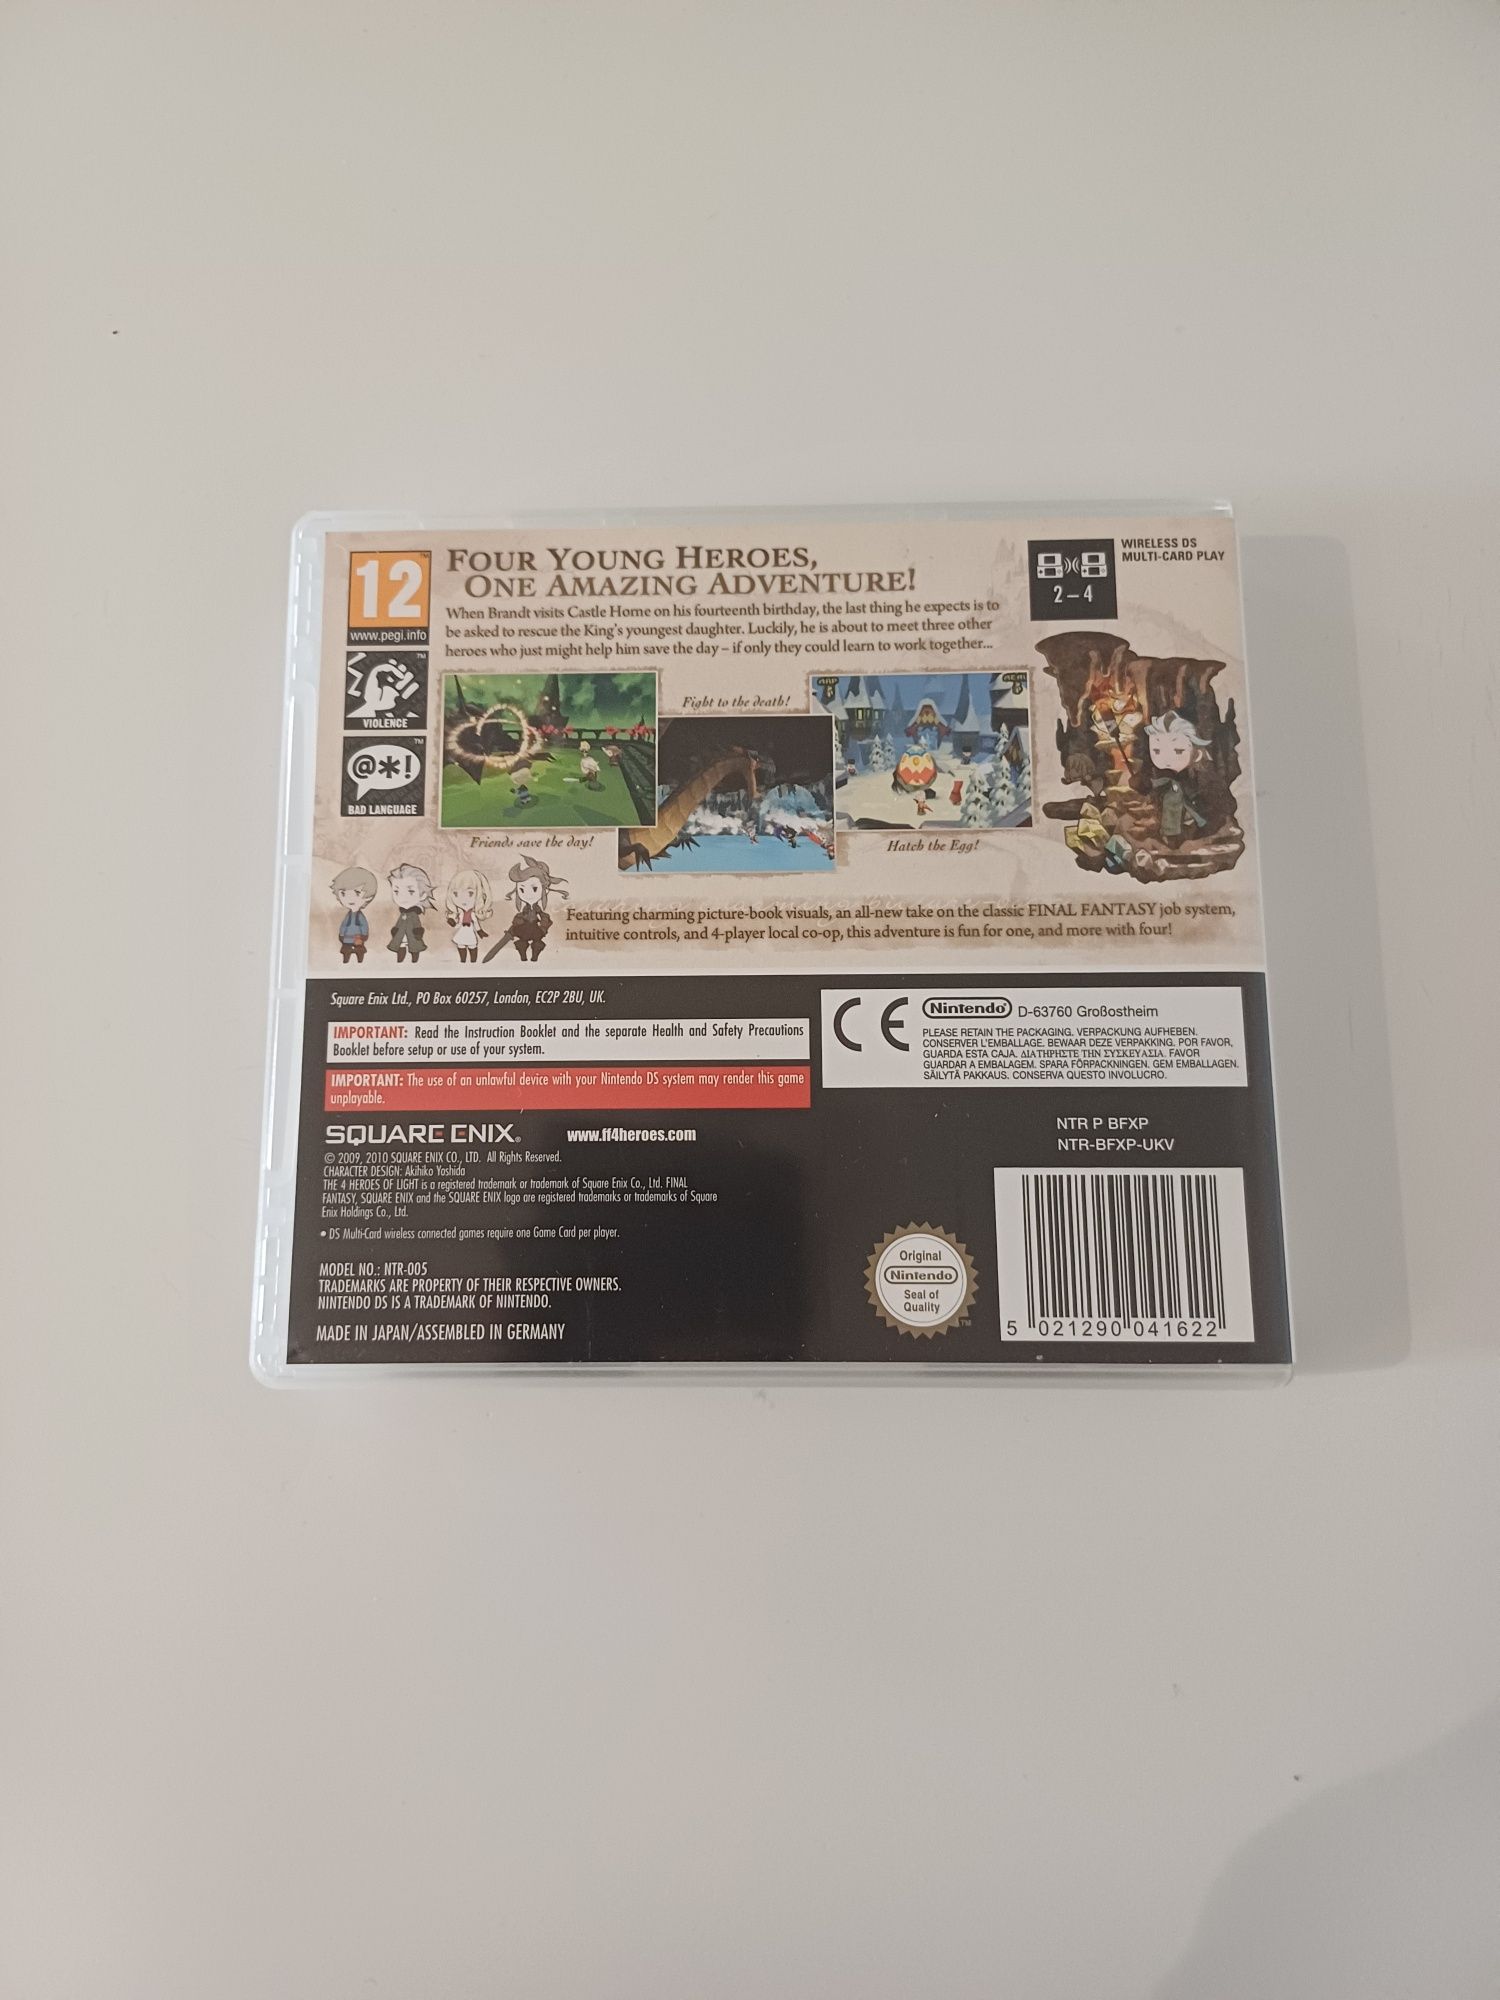 12
www.pegi.info
VIOLENCE
@*!
BAD LANGUAGE
FOUR YOUNG HEROES,
ONE AMAZING ADVENTURE!
When Brandt visits Castle Home on his fourteenth birthday, the last thing he expects is to
be asked to rescue the King's youngest daughter. Luckily, he is about to meet three other
heroes who just might help him save the day – if only they could learn to work together...
2 – 4
WIRELESS DS
MULTI-CARD PLAY
Friends save the day!
Fight to the death!
Hatch the Egg!
Featuring charming picture-book visuals, an all-new take on the classic FINAL FANTASY job system,
intuitive controls, and 4-player local co-op, this adventure is fun for one, and more with four!
Square Enix Ltd., PO Box 60257, London, EC2P 2BU, UK.
IMPORTANT: Read the Instruction Booklet and the separate Health and Safety Precautions
Booklet before setup or use of your system.
IMPORTANT: The use of an unlawful device with your Nintendo DS system may render this game
unplayable.
SQUARE ENIX® www.ff4heroes.com
© 2009, 2010 SQUARE ENIX CO., LTD. All Rights Reserved.
CHARACTER DESIGN: Akihiko Yoshida
THE 4 HEROES OF LIGHT is a registered trademark or trademark of Square Enix Co., Ltd. FINAL
FANTASY, SQUARE ENIX and the SQUARE ENIX logo are registered trademarks or trademarks of Square
Enix Holdings Co., Ltd.
• DS Multi-Card wireless connected games require one Game Card per player.
MODEL NO.: NTR-005
TRADEMARKS ARE PROPERTY OF THEIR RESPECTIVE OWNERS.
NINTENDO DS IS A TRADEMARK OF NINTENDO.
MADE IN JAPAN/ASSEMBLED IN GERMANY
CE
Nintendo® D-63760 Großostheim
PLEASE RETAIN THE PACKAGING. VERPACKUNG AUFHEBEN.
CONSERVER L'EMBALLAGE. BEWAAR DEZE VERPAKKING. POR FAVOR,
GUARDA ESTA CAJA. ΔΙΑΤΗΡΗΣΤΕ ΤΗΝ ΣΥΣΚΕΥΑΣΙΑ. FAVOR
GUARDAR A EMBALAGEM. SPARA FÖRPACKNINGEN. GEM EMBALLAGEN.
SÄILYTÄ PAKKAUS. CONSERVA QUESTO INVOLUCRO.
NTR P BFXP
NTR-BFXP-UKV
Original
Nintendo
Seal of
Quality
TM
5 021290 041622